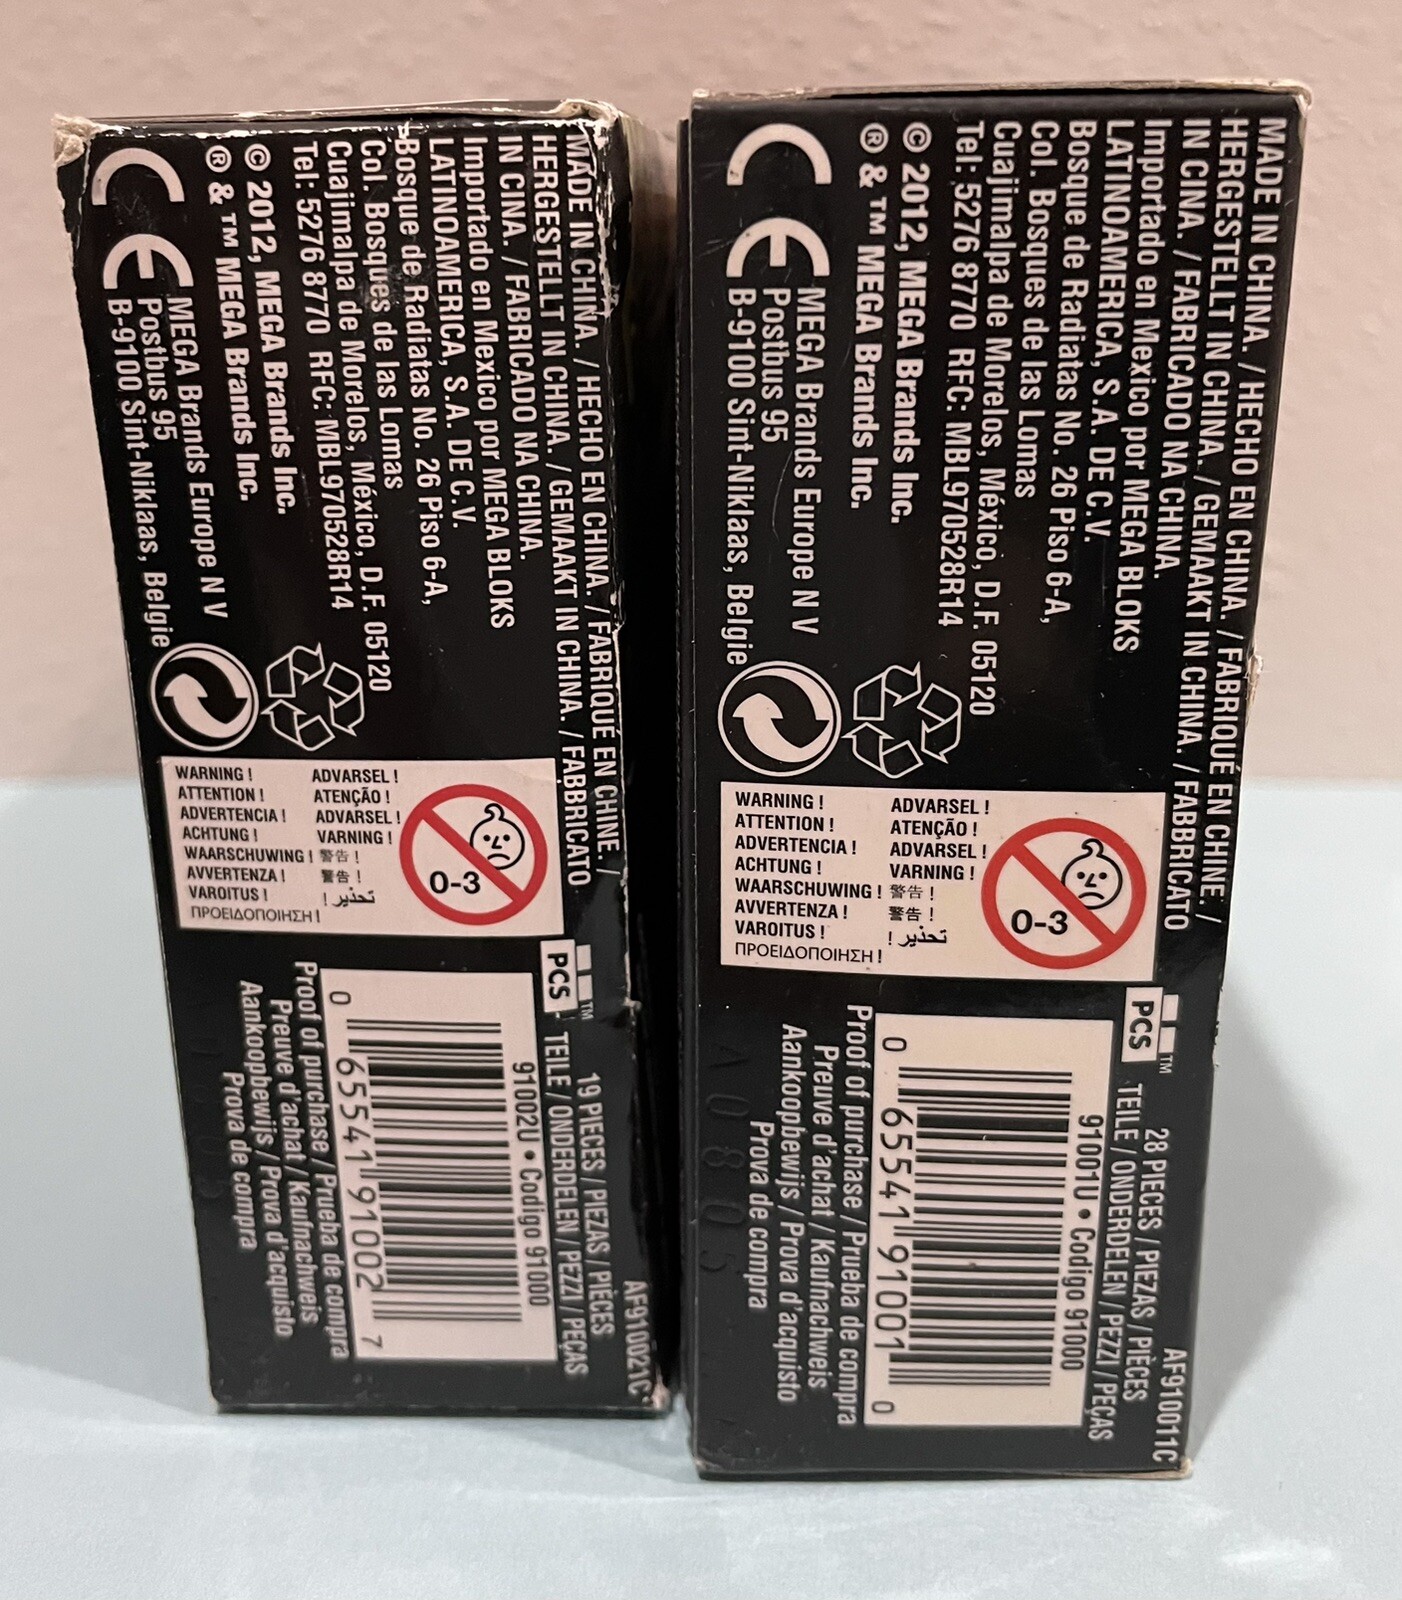 MADE IN CHINA. / HECHO EN CHINA. / FABRIQUÉ EN CHINE. /
HERGESTELLT IN CHINA. / GEMAAKT IN CHINA. / FABBRICATO
IN CINA. / FABRICADO NA CHINA.
Importado en Mexico por MEGA BLOKS
LATINOAMERICA, S.A. DE C.V.
Bosque de Radiatas No. 26 Piso 6-A,
Col. Bosques de las Lomas
Cuajimalpa de Morelos, México, D.F. 05120
Tel: 5276 8770 RFC: MBL970528R14
© 2012, MEGA Brands Inc.
® & ™ MEGA Brands Inc.
CE
MEGA Brands Europe N V
Postbus 95
B-9100 Sint-Niklaas, Belgie
WARNING !
ATTENTION !
ADVERTENCIA !
ACHTUNG !
WAARSCHUWING !
AVVERTENZA !
VAROITUS !
ΠΡΟΕΙΔΟΠΟΙΗΣΗ !
ADVARSEL !
ATENÇÃO !
ADVARSEL !
VARNING !
警告 !
警告 !
تحذير !
0-3
PCS ™
19 PIECES / PIEZAS / PIÈCES
TEILE / ONDERDELEN / PEZZI / PEÇAS
91002U • Codigo 91000
0 65541 91002 7
Proof of purchase / Prueba de compra
Preuve d'achat / Kaufnachweis
Aankoopbewijs / Prova d'acquisto
Prova de compra
AF910021C
MADE IN CHINA. / HECHO EN CHINA. / FABRIQUÉ EN CHINE. /
HERGESTELLT IN CHINA. / GEMAAKT IN CHINA. / FABBRICATO
IN CINA. / FABRICADO NA CHINA.
Importado en Mexico por MEGA BLOKS
LATINOAMERICA, S.A. DE C.V.
Bosque de Radiatas No. 26 Piso 6-A,
Col. Bosques de las Lomas
Cuajimalpa de Morelos, México, D.F. 05120
Tel: 5276 8770 RFC: MBL970528R14
© 2012, MEGA Brands Inc.
® & ™ MEGA Brands Inc.
CE
MEGA Brands Europe N V
Postbus 95
B-9100 Sint-Niklaas, Belgie
WARNING !
ATTENTION !
ADVERTENCIA !
ACHTUNG !
WAARSCHUWING !
AVVERTENZA !
VAROITUS !
ΠΡΟΕΙΔΟΠΟΙΗΣΗ !
ADVARSEL !
ATENÇÃO !
ADVARSEL !
VARNING !
警告 !
警告 !
تحذير !
0-3
PCS ™
28 PIECES / PIEZAS / PIÈCES
TEILE / ONDERDELEN / PEZZI / PEÇAS
91001U • Codigo 91000
0 65541 91001 0
Proof of purchase / Prueba de compra
Preuve d'achat / Kaufnachweis
Aankoopbewijs / Prova d'acquisto
Prova de compra
AF910011C
A0805